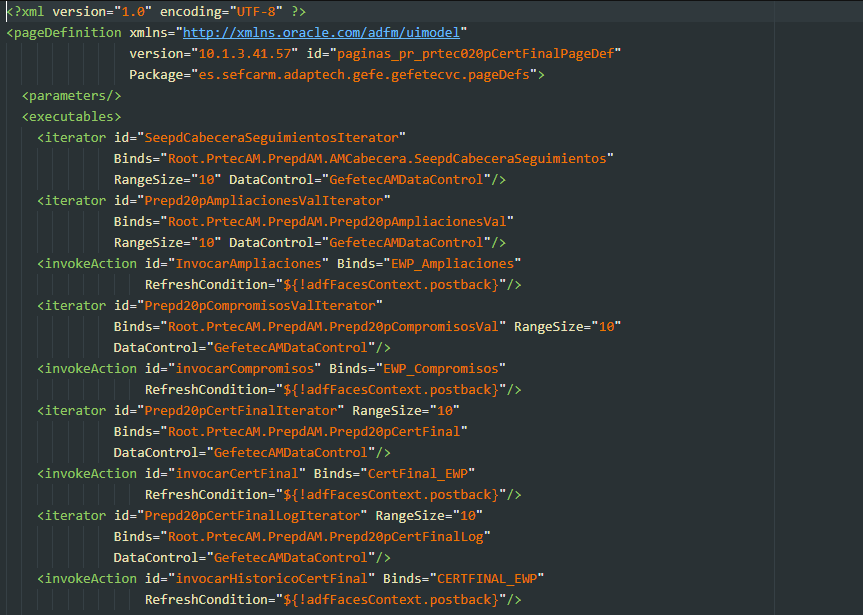 <?xml version="1.0" encoding="UTF-8" ?>
<pageDefinition xmlns="http://xmlns.oracle.com/adfm/uimodel"
version="10.1.3.41.57" id="paginas_pr_prtec020pCertFinalPageDef"
Package="es.sefcarm.adaptech.gefe.gefetecvc.pageDefs">
<parameters/>
<executables>
<iterator id="SeepdCabeceraSeguimientosIterator"
Binds="Root.PrtecAM.PrepdAM.AMCabecera.SeepdCabeceraSeguimientos"
RangeSize="10" DataControl="GefetecAMDataControl"/>
<iterator id="Prepd20pAmpliacionesValIterator"
Binds="Root.PrtecAM.PrepdAM.Prepd20pAmpliacionesVal"
RangeSize="10" DataControl="GefetecAMDataControl"/>
<invokeAction id="InvocarAmpliaciones" Binds="EWP_Ampliaciones"
RefreshCondition="${!adfFacesContext.postback}"/>
<iterator id="Prepd20pCompromisosValIterator"
Binds="Root.PrtecAM.PrepdAM.Prepd20pCompromisosVal" RangeSize="10"
DataControl="GefetecAMDataControl"/>
<invokeAction id="invocarCompromisos" Binds="EWP_Compromisos"
RefreshCondition="${!adfFacesContext.postback}"/>
<iterator id="Prepd20pCertFinalIterator" RangeSize="10"
Binds="Root.PrtecAM.PrepdAM.Prepd20pCertFinal"
DataControl="GefetecAMDataControl"/>
<invokeAction id="invocarCertFinal" Binds="CertFinal_EWP"
RefreshCondition="${!adfFacesContext.postback}"/>
<iterator id="Prepd20pCertFinalLogIterator" RangeSize="10"
Binds="Root.PrtecAM.PrepdAM.Prepd20pCertFinalLog"
DataControl="GefetecAMDataControl"/>
<invokeAction id="invocarHistoricoCertFinal" Binds="CERTFINAL_EWP"
RefreshCondition="${!adfFacesContext.postback}"/>